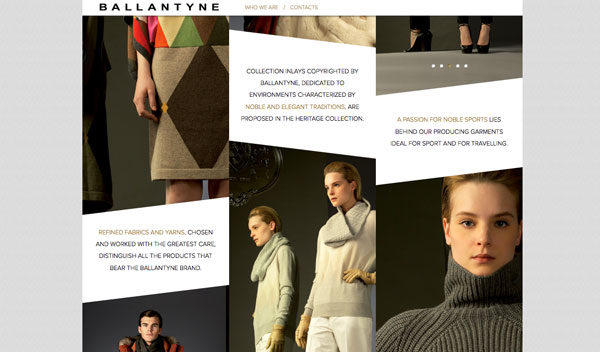 BALLANTYNE
WHO WE ARE / CONTACTS
COLLECTION INLAYS COPYRIGHTED BY
BALLANTYNE, DEDICATED TO
ENVIRONMENTS CHARACTERIZED BY
NOBLE AND ELEGANT TRADITIONS, ARE
PROPOSED IN THE HERITAGE COLLECTION.
A PASSION FOR NOBLE SPORTS LIES
BEHIND OUR PRODUCING GARMENTS
IDEAL FOR SPORT AND FOR TRAVELLING.
REFINED FABRICS AND YARNS, CHOSEN
AND WORKED WITH THE GREATEST CARE,
DISTINGUISH ALL THE PRODUCTS THAT
BEAR THE BALLANTYNE BRAND.